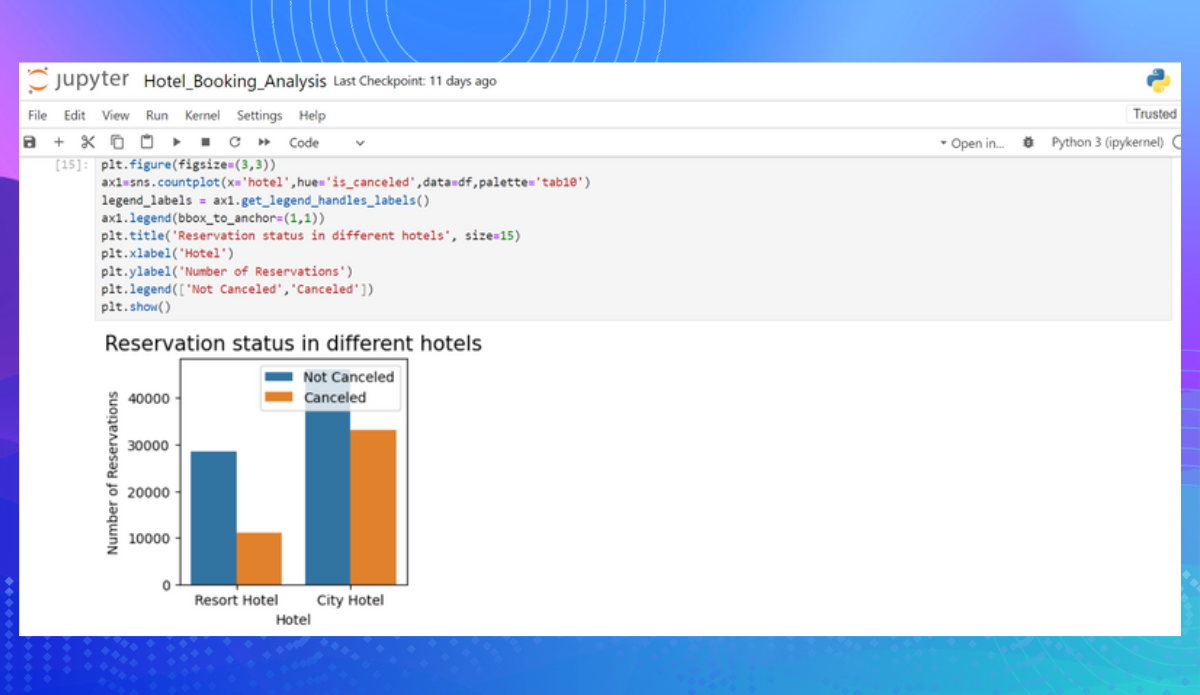 jupyter Hotel_Booking_Analysis Last Checkpoint: 11 days ago
File Edit View Run Kernel Settings Help
Trusted
Code
Open in... Python 3 (ipykernel)
[15]: plt.figure(figsize=(3,3))
ax1=sns.countplot(x='hotel',hue='is_canceled',data=df,palette='tab10')
legend_labels = ax1.get_legend_handles_labels()
ax1.legend(bbox_to_anchor=(1,1))
plt.title('Reservation status in different hotels', size=15)
plt.xlabel('Hotel')
plt.ylabel('Number of Reservations')
plt.legend(['Not Canceled','Canceled'])
plt.show()
Reservation status in different hotels
Not Canceled
Canceled
Number of Reservations
40000
30000
20000
10000
0
Resort Hotel City Hotel
Hotel